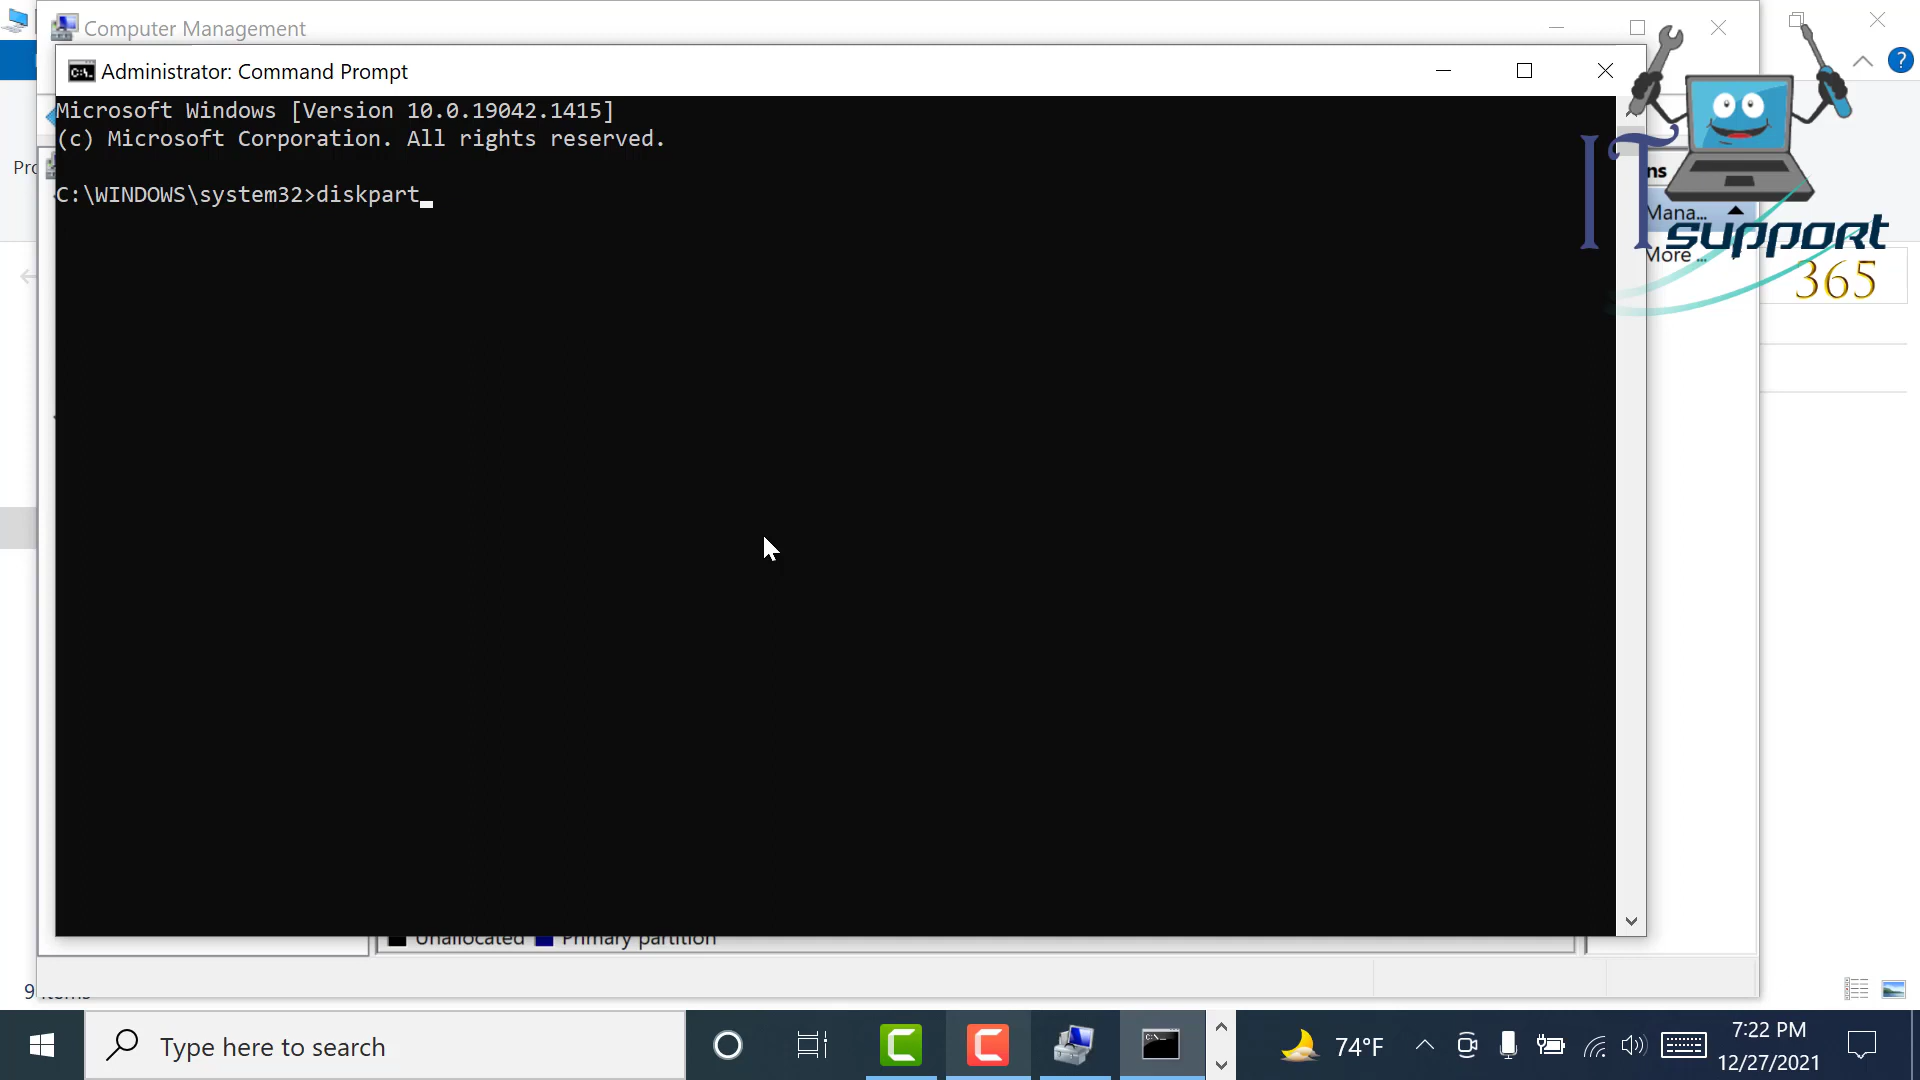 Computer Management
Administrator: Command Prompt
Microsoft Windows [Version 10.0.19042.1415]
(c) Microsoft Corporation. All rights reserved.
C:\WINDOWS\system32>diskpart
IT support 365
Mana...
More ...
Unallocated
Primary partition
Type here to search
74°F
7:22 PM
12/27/2021